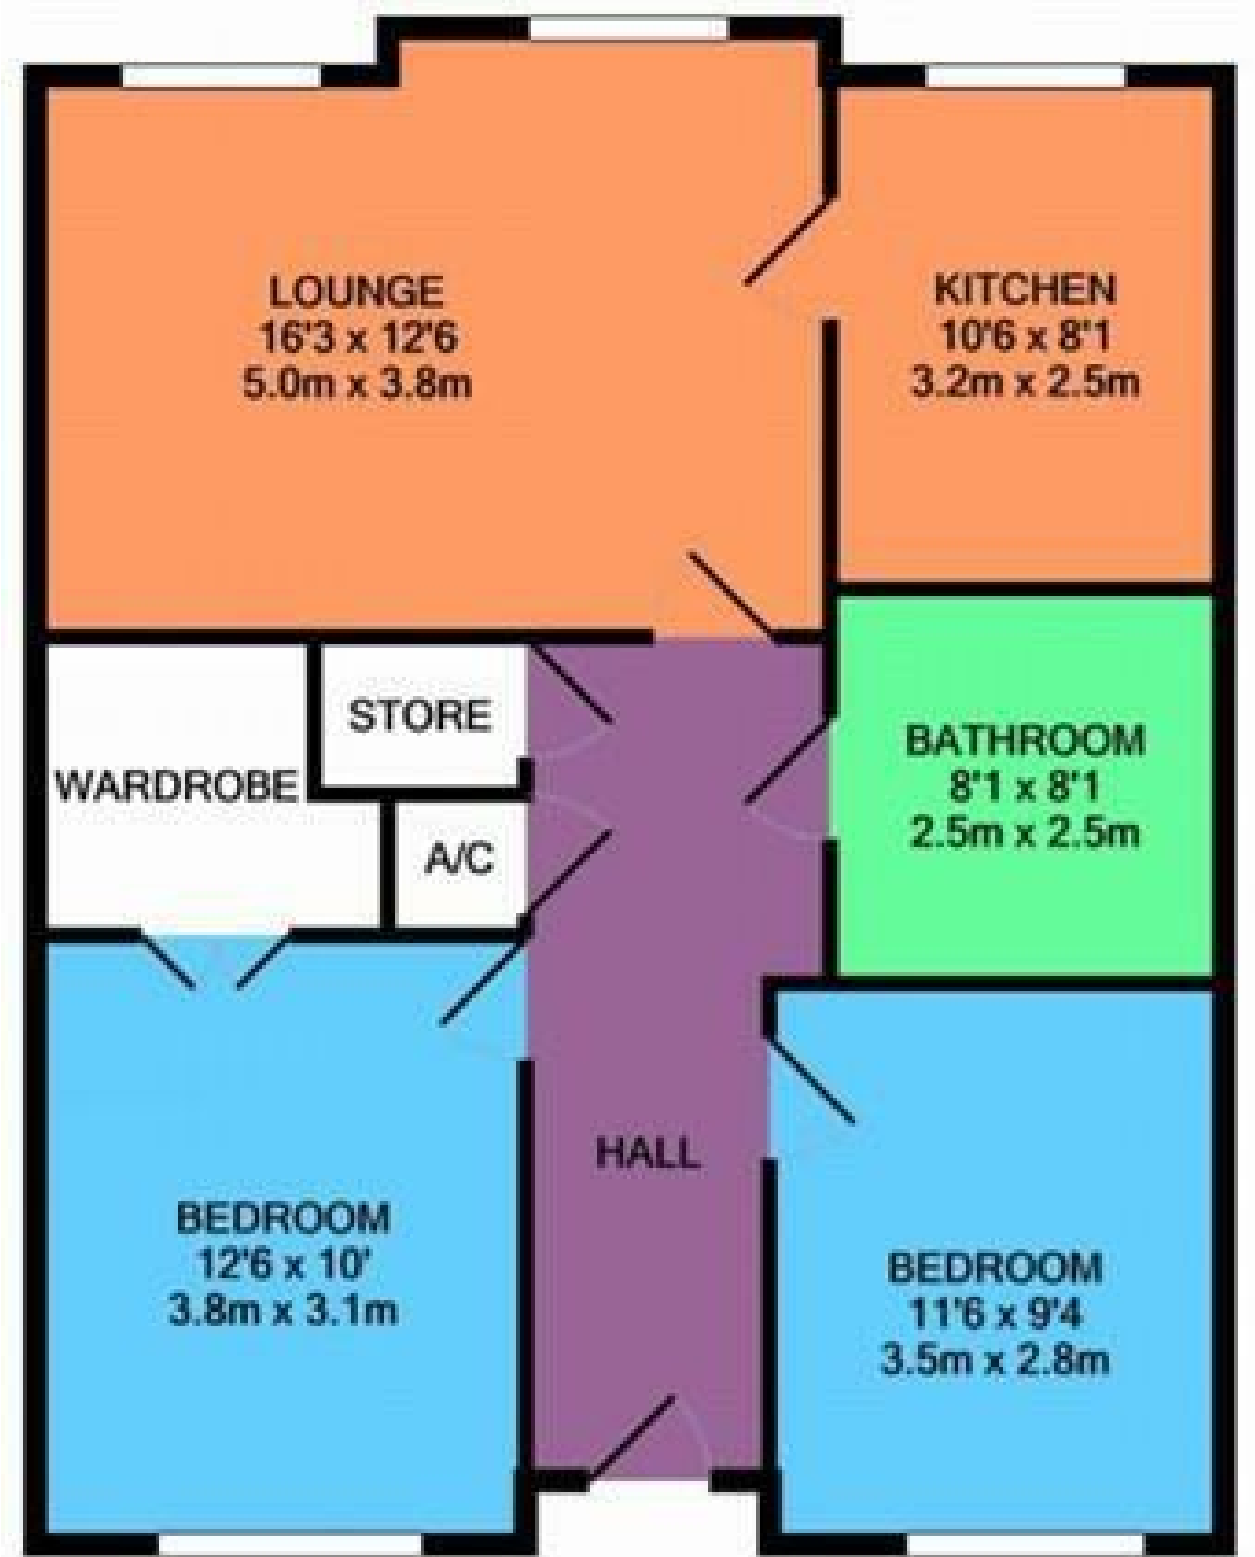 LOUNGE
16'3 x 12'6
5.0m x 3.8m
KITCHEN
10'6 x 8'1
3.2m x 2.5m
STORE
WARDROBE
A/C
BATHROOM
8'1 x 8'1
2.5m x 2.5m
HALL
BEDROOM
12'6 x 10'
3.8m x 3.1m
BEDROOM
11'6 x 9'4
3.5m x 2.8m